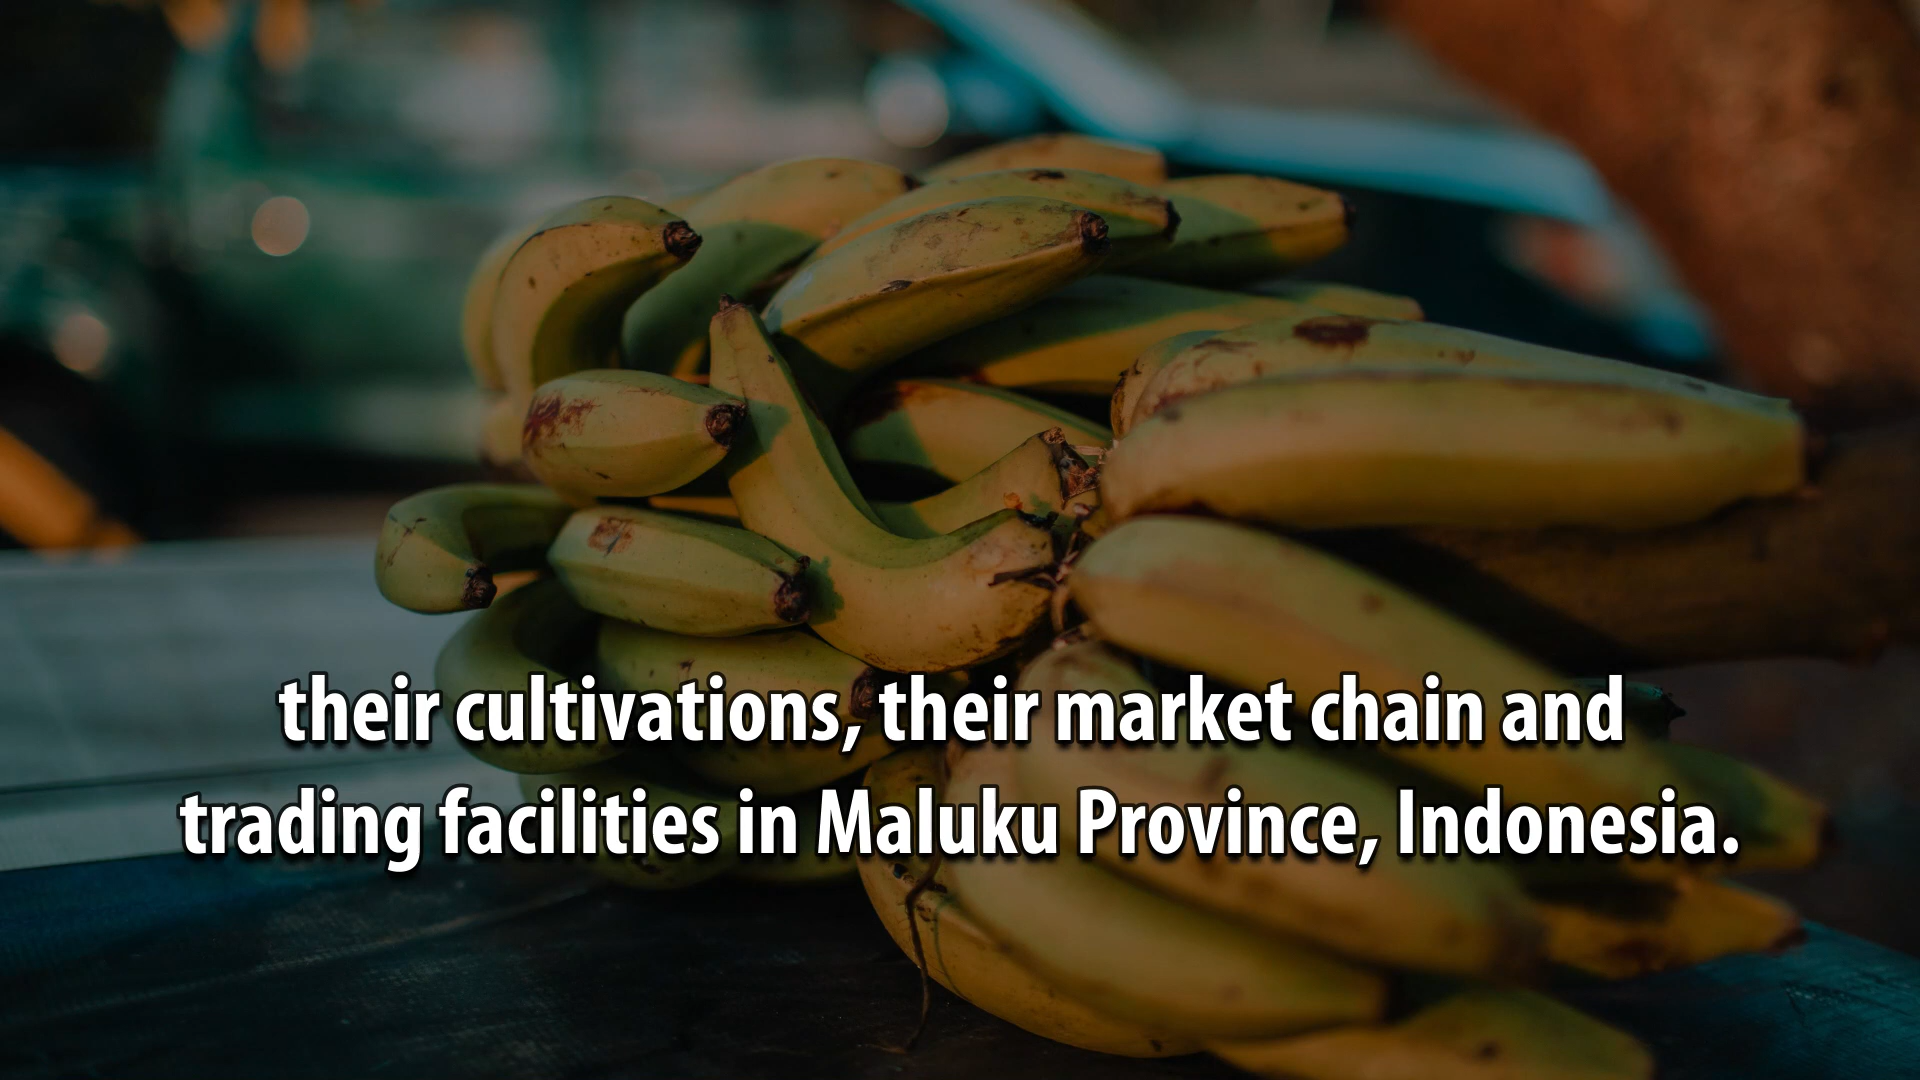 their cultivations, their market chain and
trading facilities in Maluku Province, Indonesia.